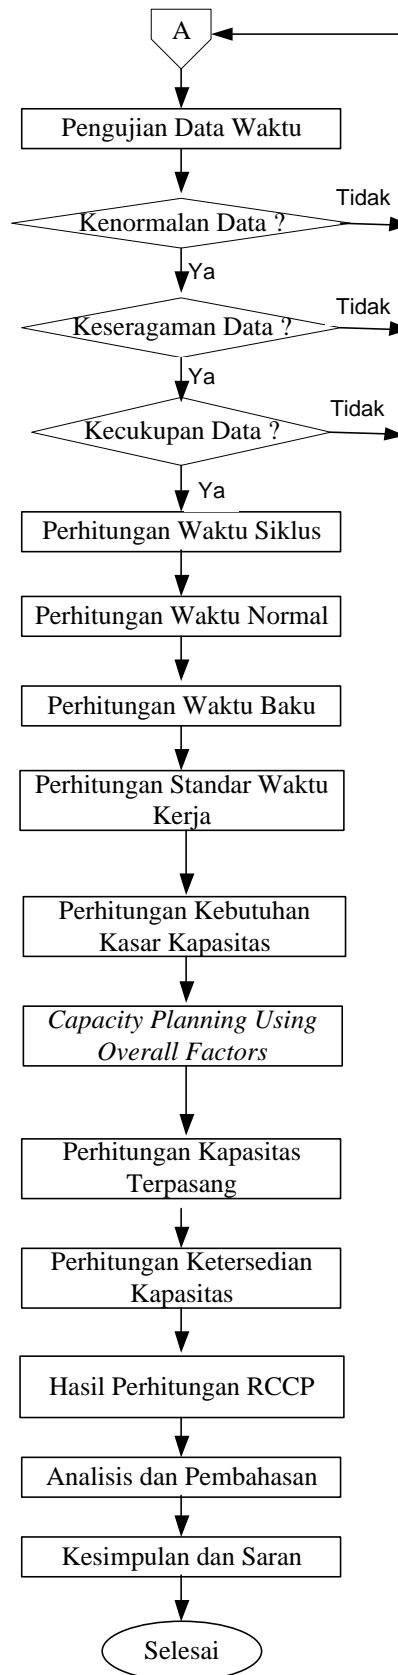 A
Pengujian Data Waktu
Tidak
Kenormalan Data ?
Ya
Tidak
Keseragaman Data ?
Ya
Tidak
Kecukupan Data ?
Ya
Perhitungan Waktu Siklus
Perhitungan Waktu Normal
Perhitungan Waktu Baku
Perhitungan Standar Waktu
Kerja
Perhitungan Kebutuhan
Kasar Kapasitas
Capacity Planning Using
Overall Factors
Perhitungan Kapasitas
Terpasang
Perhitungan Ketersedian
Kapasitas
Hasil Perhitungan RCCP
Analisis dan Pembahasan
Kesimpulan dan Saran
Selesai